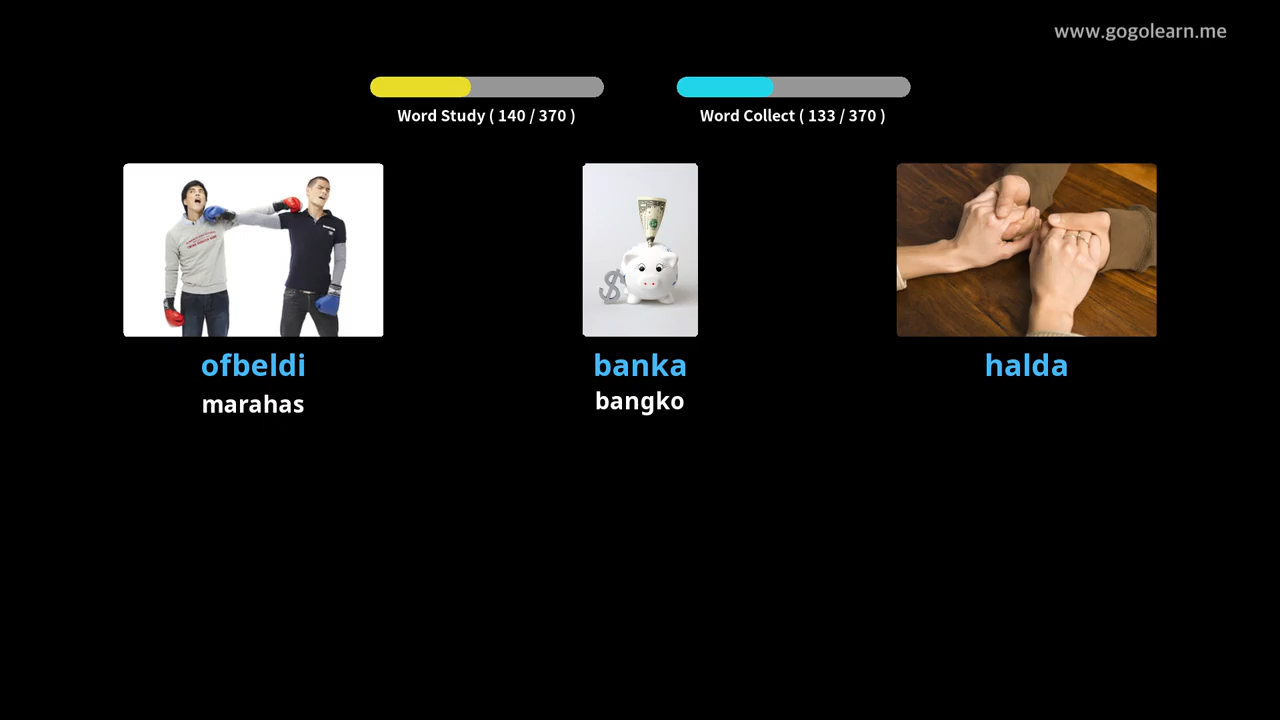 www.gogolearn.me
Word Study ( 140 / 370 )
Word Collect ( 133 / 370 )
ofbeldi
banka
halda
marahas
bangko